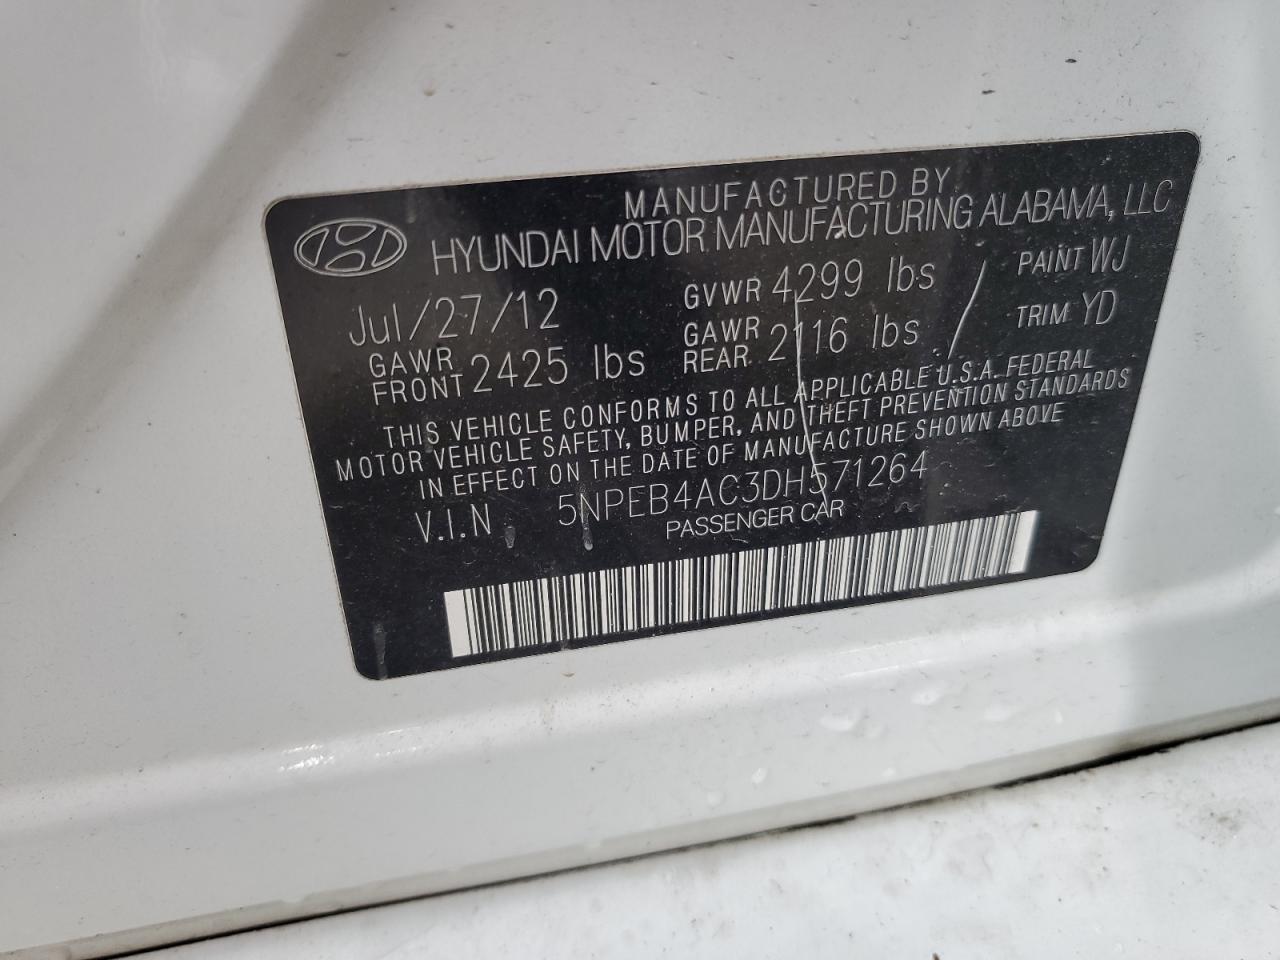 MANUFACTURED BY
HYUNDAI MOTOR MANUFACTURING ALABAMA, LLC
Jul/27/12 GVWR 4299 lbs PAINT WJ
GAWR FRONT 2425 lbs GAWR REAR 2116 lbs TRIM YD
THIS VEHICLE CONFORMS TO ALL APPLICABLE U.S.A. FEDERAL
MOTOR VEHICLE SAFETY, BUMPER, AND THEFT PREVENTION STANDARDS
IN EFFECT ON THE DATE OF MANUFACTURE SHOWN ABOVE
V.I.N 5NPEB4AC3DH571264
PASSENGER CAR